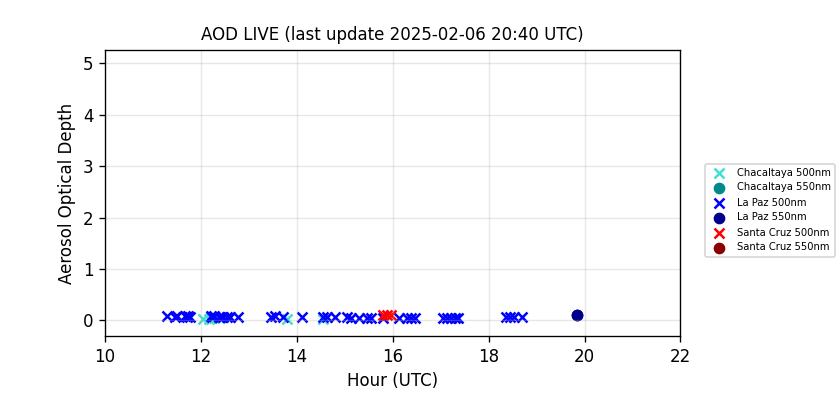 AOD LIVE (last update 2025-02-06 20:40 UTC)
Aerosol Optical Depth
5
4
3
2
1
0
10 12 14 16 18 20 22
Hour (UTC)
Chacaltaya 500nm
Chacaltaya 550nm
La Paz 500nm
La Paz 550nm
Santa Cruz 500nm
Santa Cruz 550nm